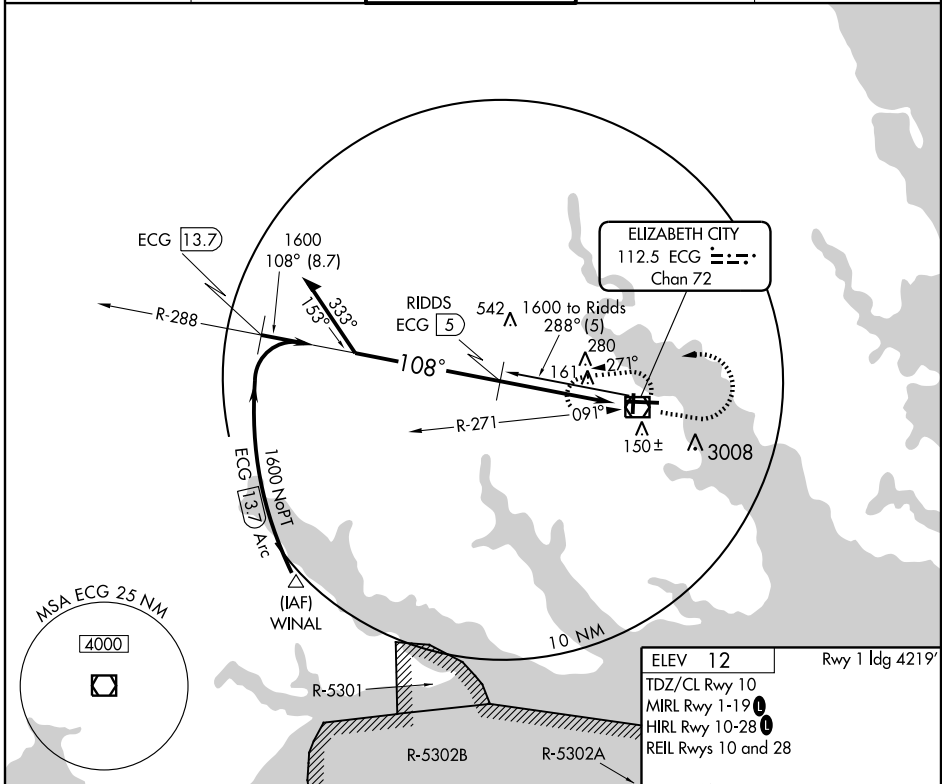 ELIZABETH CITY
112.5 ECG
Chan 72
ECG 13.7
1600
108° (8.7)
R-288
333°
153°
RIDDS
ECG 5
542
1600 to Ridds
288° (5)
280
271°
161
108°
R-271
091°
150±
3008
1600 NoPT
ECG 13.7 Arc
(IAF)
WINAL
10 NM
MSA ECG 25 NM
4000
R-5301
R-5302B
R-5302A
ELEV 12
Rwy 1 ldg 4219'
TDZ/CL Rwy 10
MIRL Rwy 1-19 L
HIRL Rwy 10-28 L
REIL Rwys 10 and 28